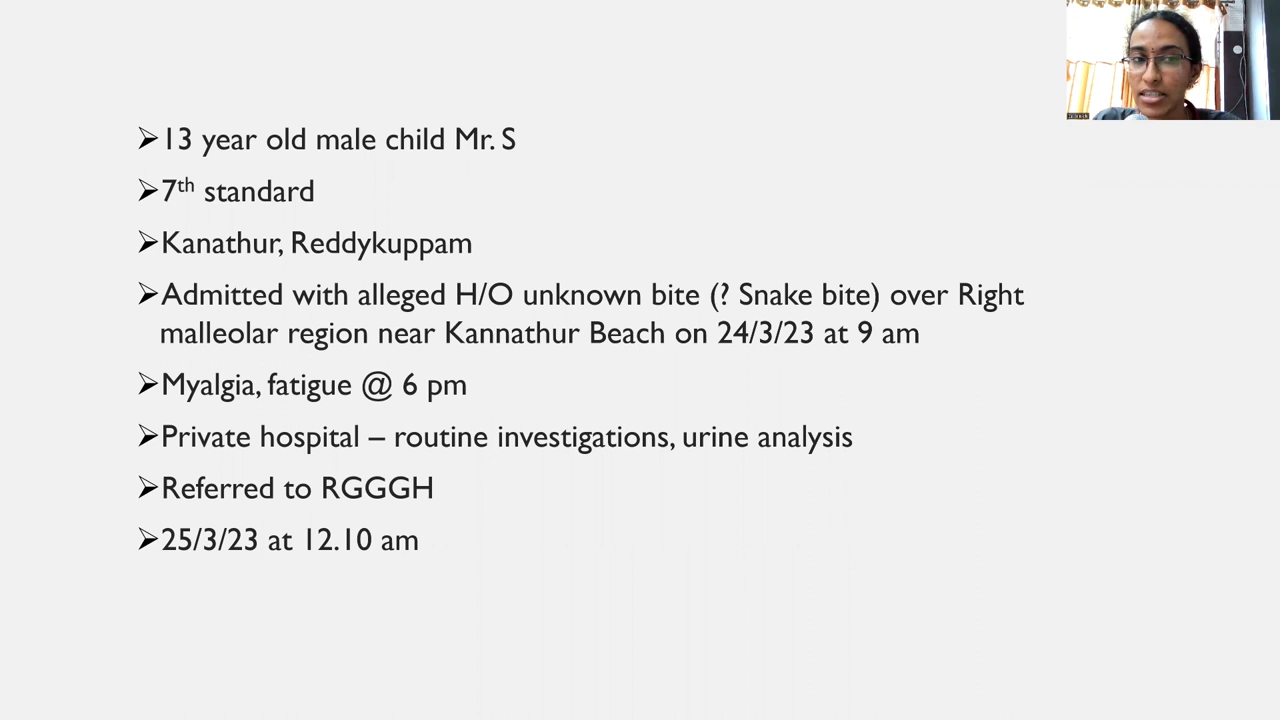 ➢13 year old male child Mr. S
➢7th standard
➢Kanathur, Reddykuppam
➢Admitted with alleged H/O unknown bite (? Snake bite) over Right
malleolar region near Kannathur Beach on 24/3/23 at 9 am
➢Myalgia, fatigue @ 6 pm
➢Private hospital – routine investigations, urine analysis
➢Referred to RGGGH
➢25/3/23 at 12.10 am